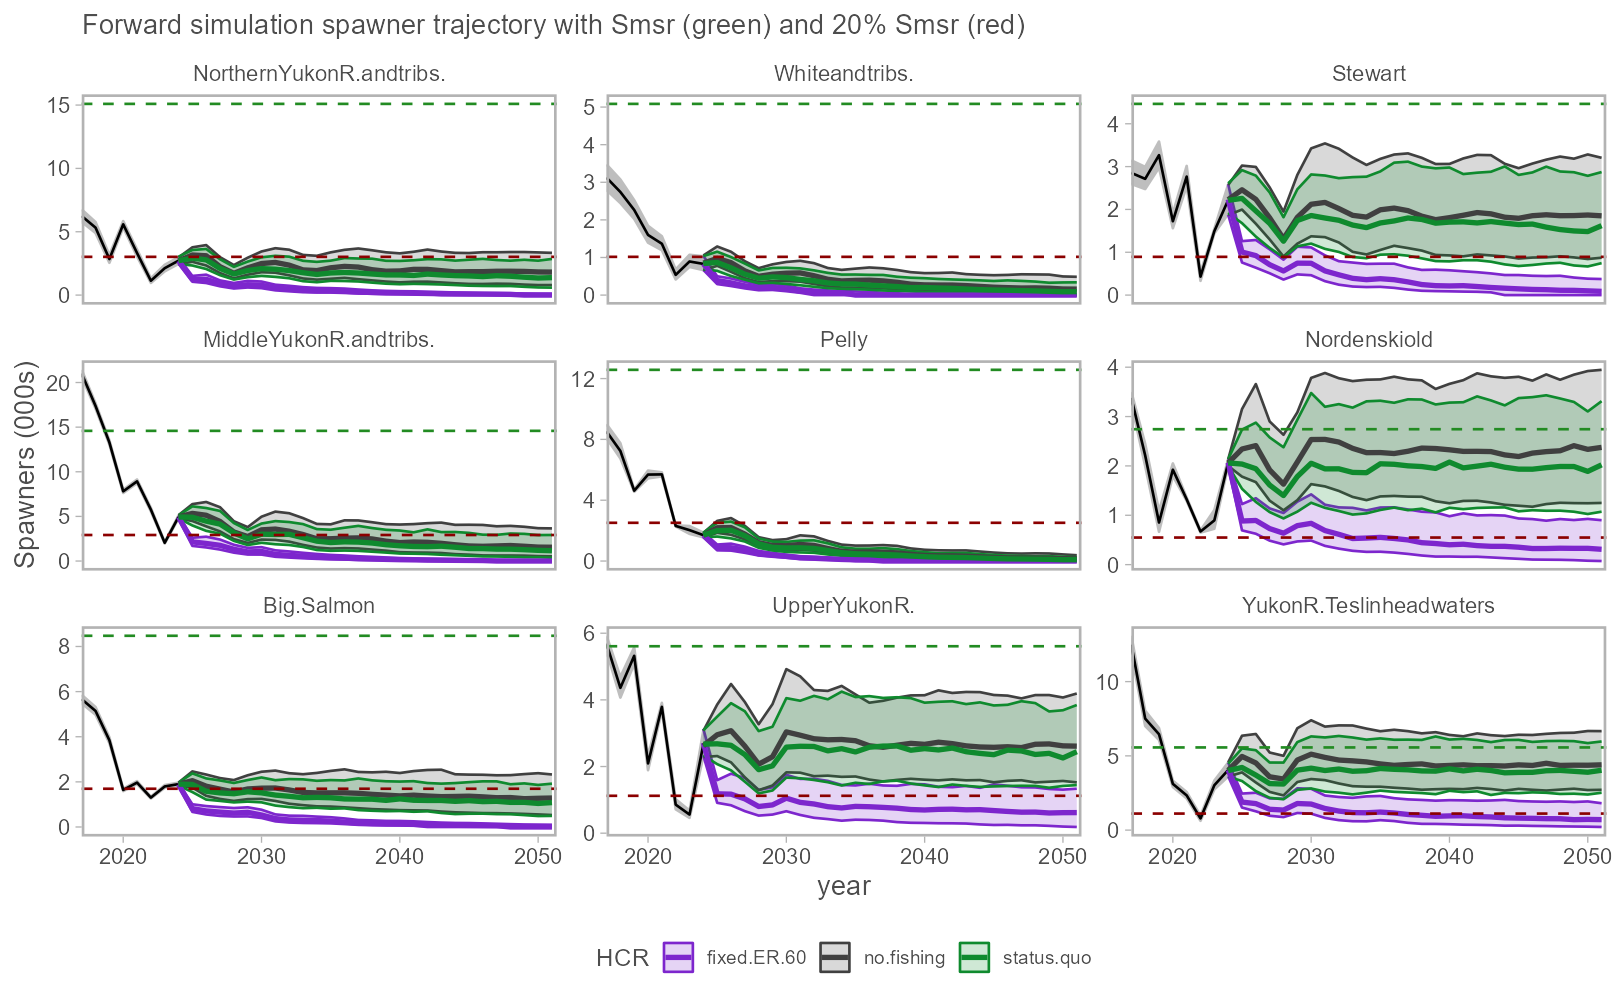 Forward simulation spawner trajectory with Smsr (green) and 20% Smsr (red)
NorthernYukonR.andtribs.
Whiteandtribs.
Stewart
15
10
5
0
5
4
3
2
1
0
4
3
2
1
0
MiddleYukonR.andtribs.
Pelly
Nordenskiold
20
15
10
5
0
12
8
4
0
4
3
2
1
0
Spawners (000s)
Big.Salmon
UpperYukonR.
YukonR.Teslinheadwaters
8
6
4
2
0
6
4
2
0
10
5
0
2020 2030 2040 2050
2020 2030 2040 2050
2020 2030 2040 2050
year
HCR fixed.ER.60 no.fishing status.quo